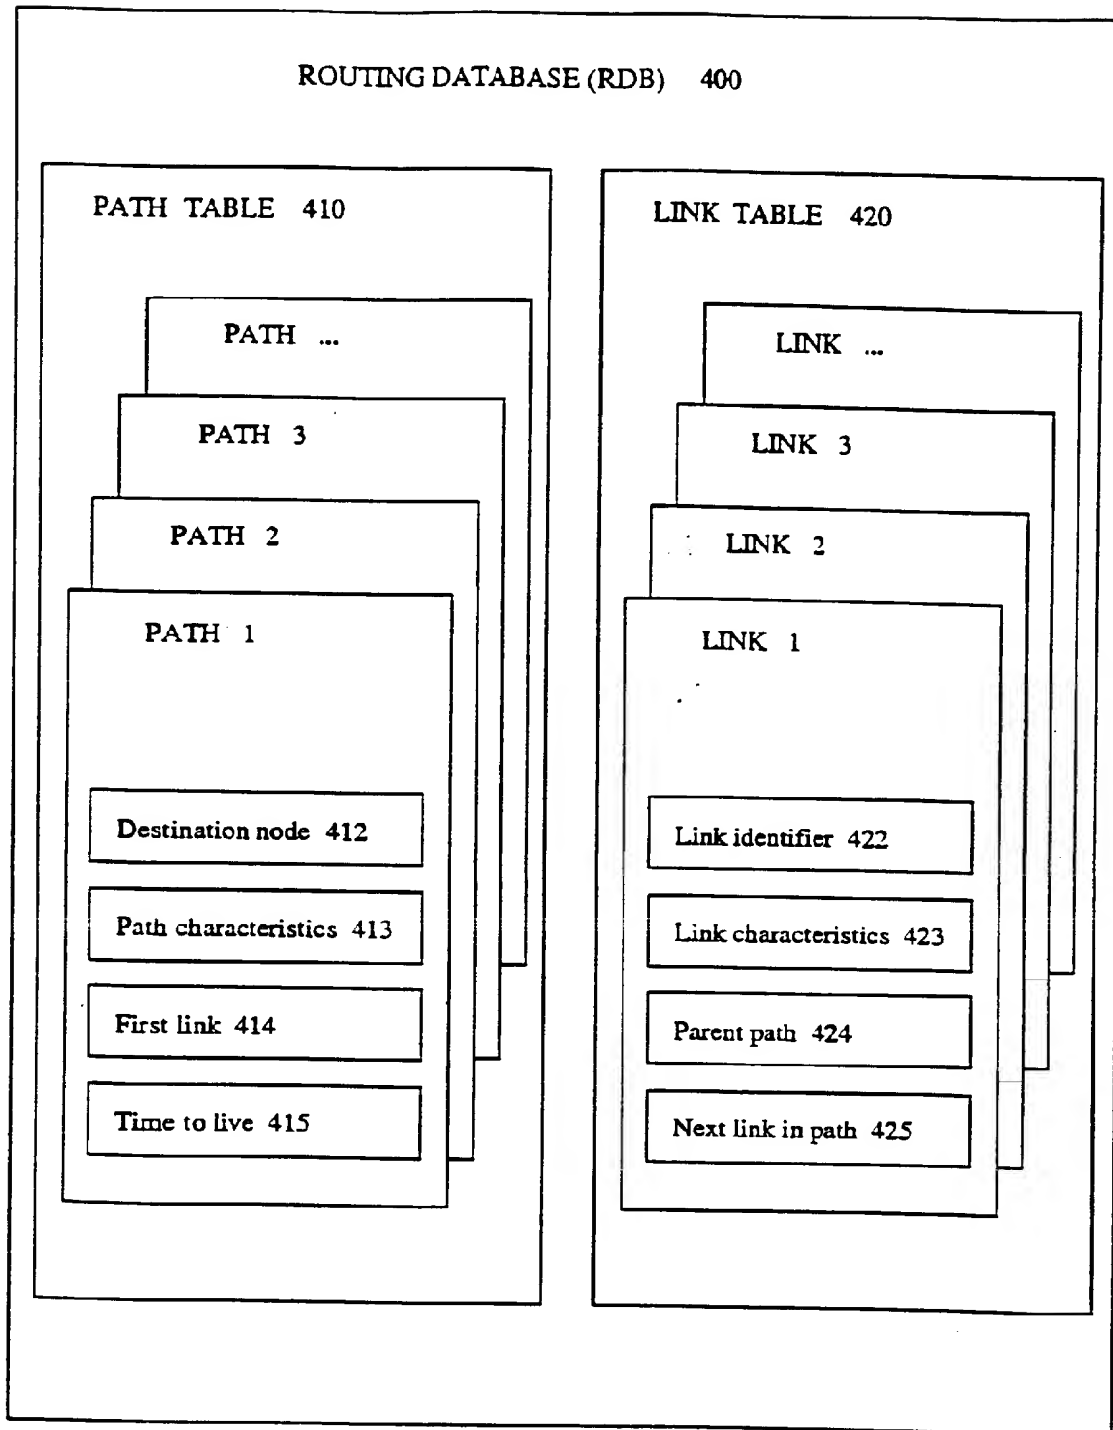 ROUTING DATABASE (RDB) 400
PATH TABLE 410
PATH ...
PATH 3
PATH 2
PATH 1
Destination node 412
Path characteristics 413
First link 414
Time to live 415
LINK TABLE 420
LINK ...
LINK 3
LINK 2
LINK 1
Link identifier 422
Link characteristics 423
Parent path 424
Next link in path 425